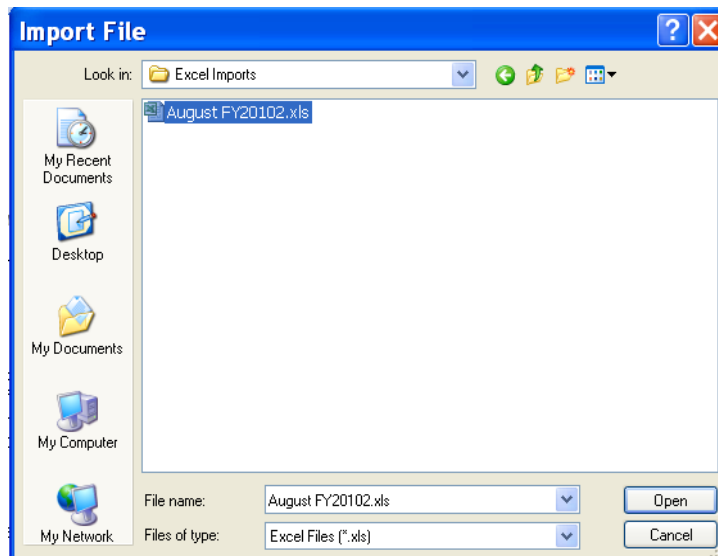 Import File
Look in: Excel Imports
August FY20102.xls
My Recent
Documents
Desktop
My Documents
My Computer
My Network
File name: August FY20102.xls Open
Files of type: Excel Files (*.xls) Cancel